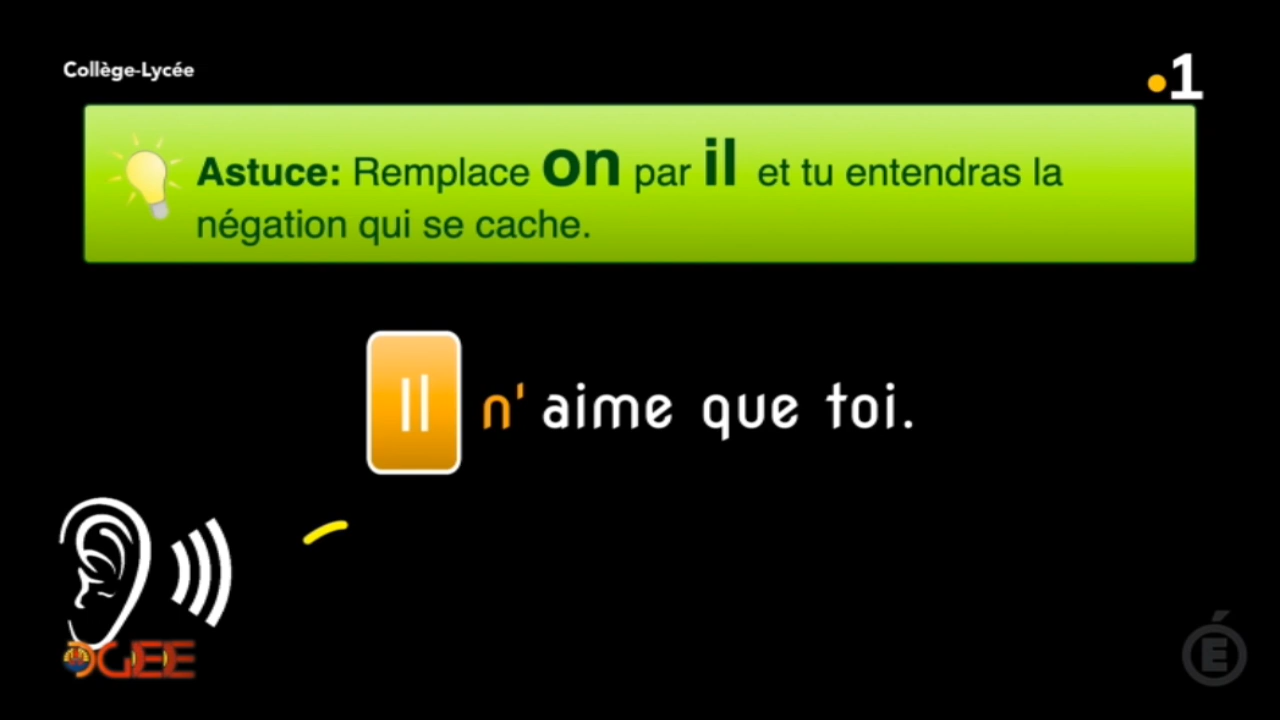 Collège-Lycée
1
Astuce: Remplace on par il et tu entendras la
négation qui se cache.
Il n' aime que toi.
DGEE
É